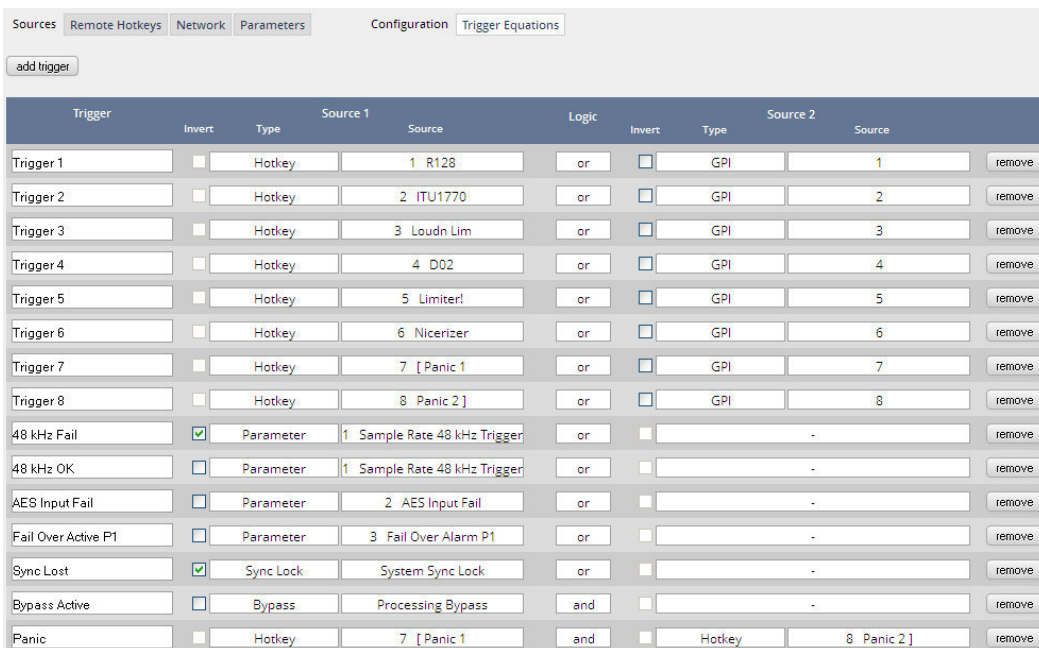 Sources Remote Hotkeys Network Parameters Configuration Trigger Equations
add trigger
Trigger Source 1 Logic Source 2
Invert Type Source Invert Type Source
Trigger 1 Hotkey 1 R128 or GPI 1 remove
Trigger 2 Hotkey 2 ITU1770 or GPI 2 remove
Trigger 3 Hotkey 3 Loudn Lim or GPI 3 remove
Trigger 4 Hotkey 4 D02 or GPI 4 remove
Trigger 5 Hotkey 5 Limiter! or GPI 5 remove
Trigger 6 Hotkey 6 Nicerizer or GPI 6 remove
Trigger 7 Hotkey 7 [ Panic 1 or GPI 7 remove
Trigger 8 Hotkey 8 Panic 2 ] or GPI 8 remove
48 kHz Fail Parameter 1 Sample Rate 48 kHz Trigger or - remove
48 kHz OK Parameter 1 Sample Rate 48 kHz Trigger or - remove
AES Input Fail Parameter 2 AES Input Fail or - remove
Fail Over Active P1 Parameter 3 Fail Over Alarm P1 or - remove
Sync Lost Sync Lock System Sync Lock or - remove
Bypass Active Bypass Processing Bypass and - remove
Panic Hotkey 7 [ Panic 1 and Hotkey 8 Panic 2 ] remove